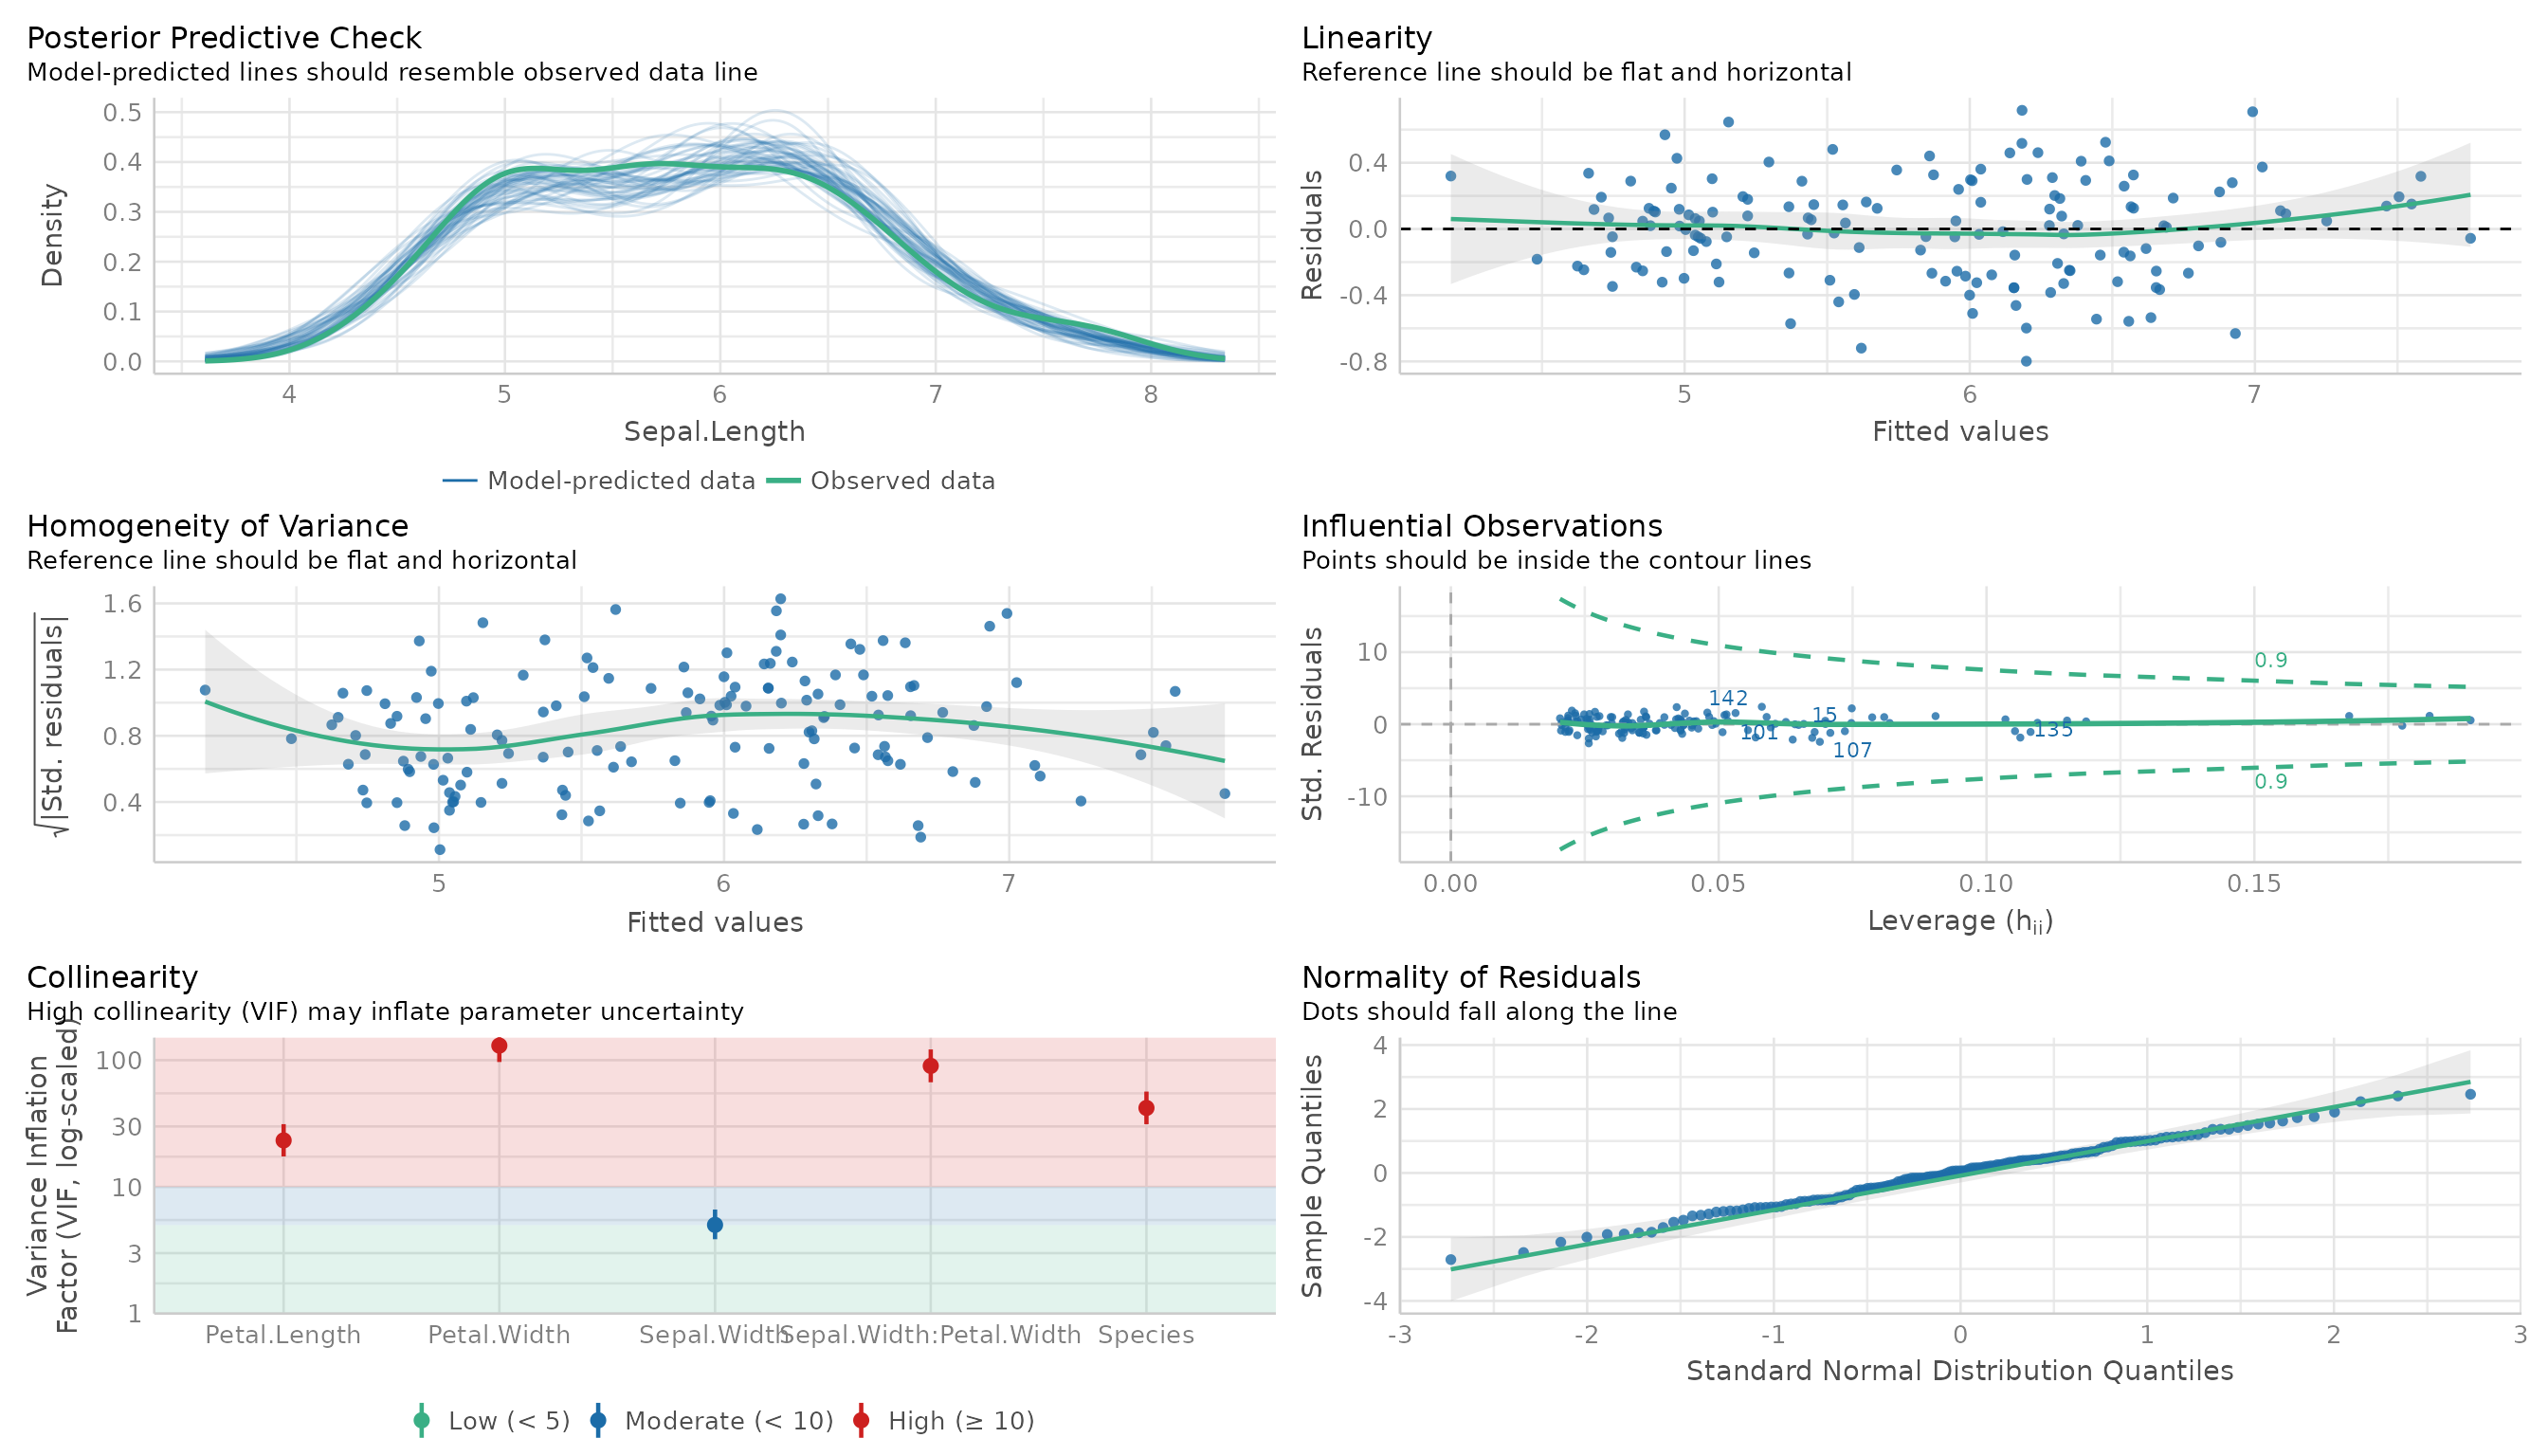 Posterior Predictive Check
Model-predicted lines should resemble observed data line
Density
0.5
0.4
0.3
0.2
0.1
0.0
4 5 6 7 8
Sepal.Length
Model-predicted data Observed data
Linearity
Reference line should be flat and horizontal
Residuals
0.4
0.0
-0.4
-0.8
5 6 7
Fitted values
Homogeneity of Variance
Reference line should be flat and horizontal
√|Std. residuals|
1.6
1.2
0.8
0.4
5 6 7
Fitted values
Influential Observations
Points should be inside the contour lines
Std. Residuals
10
0
-10
0.9
142
15
101
135
107
0.9
0.00 0.05 0.10 0.15
Leverage (hᵢᵢ)
Collinearity
High collinearity (VIF) may inflate parameter uncertainty
Variance Inflation
Factor (VIF, log-scaled)
100
30
10
3
1
Petal.Length Petal.Width Sepal.Width Sepal.Width:Petal.Width Species
Low (< 5) Moderate (< 10) High (≥ 10)
Normality of Residuals
Dots should fall along the line
Sample Quantiles
4
2
0
-2
-4
-3 -2 -1 0 1 2 3
Standard Normal Distribution Quantiles